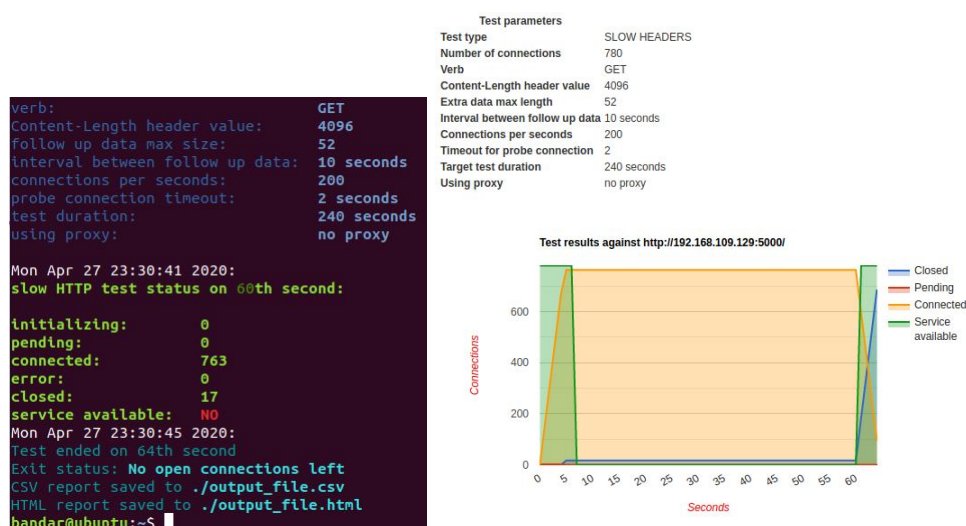 verb: GET
Content-Length header value: 4096
follow up data max size: 52
interval between follow up data: 10 seconds
connections per seconds: 200
probe connection timeout: 2 seconds
test duration: 240 seconds
using proxy: no proxy
Mon Apr 27 23:30:41 2020:
slow HTTP test status on 60th second:
initializing: 0
pending: 0
connected: 763
error: 0
closed: 17
service available: NO
Mon Apr 27 23:30:45 2020:
Test ended on 64th second
Exit status: No open connections left
CSV report saved to ./output_file.csv
HTML report saved to ./output_file.html
bandar@ubuntu:~$
Test parameters
Test type SLOW HEADERS
Number of connections 780
Verb GET
Content-Length header value 4096
Extra data max length 52
Interval between follow up data 10 seconds
Connections per seconds 200
Timeout for probe connection 2
Target test duration 240 seconds
Using proxy no proxy
Test results against http://192.168.109.129:5000/
Connections
600
400
200
0
0 5 10 15 20 25 30 35 40 45 50 55 60
Seconds
Closed
Pending
Connected
Service
available